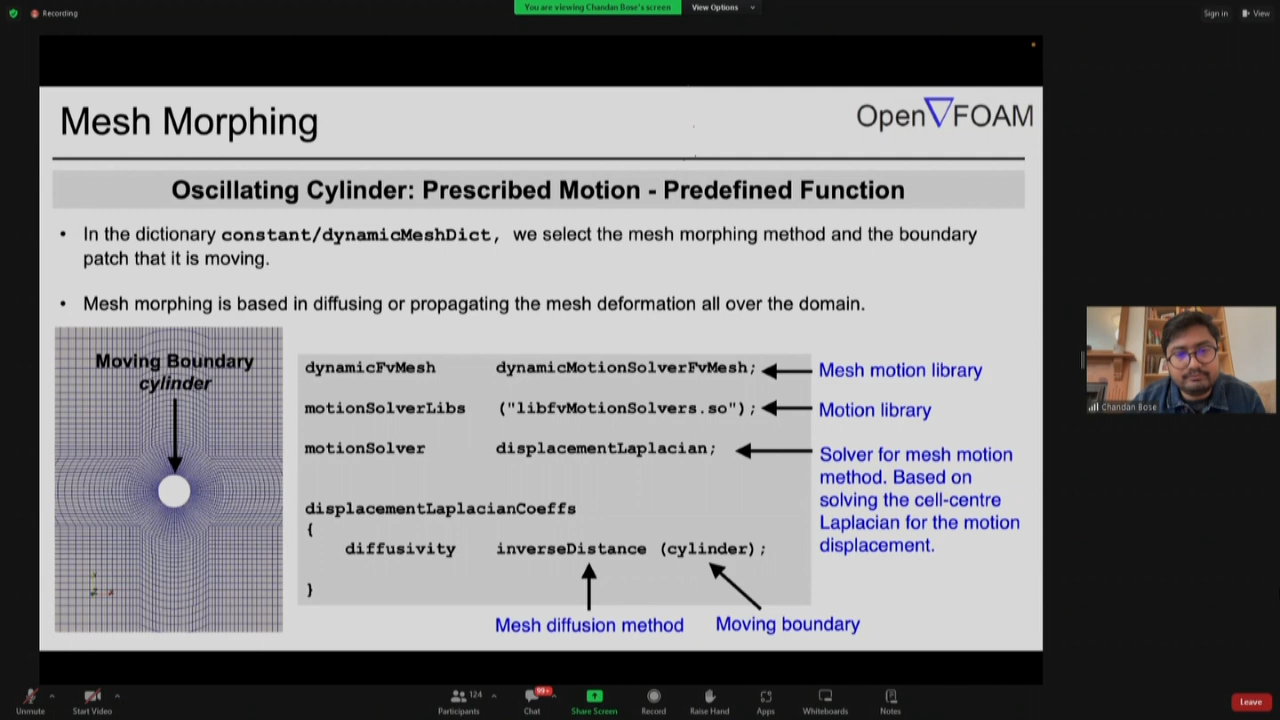 Recording
You are viewing Chandan Bose's screen
View Options
Sign in
View
Mesh Morphing
Open∇FOAM
Oscillating Cylinder: Prescribed Motion - Predefined Function
• In the dictionary constant/dynamicMeshDict, we select the mesh morphing method and the boundary
patch that it is moving.
• Mesh morphing is based in diffusing or propagating the mesh deformation all over the domain.
Moving Boundary
cylinder
dynamicFvMesh dynamicMotionSolverFvMesh;
Mesh motion library
motionSolverLibs ("libfvMotionSolvers.so");
Motion library
motionSolver displacementLaplacian;
Solver for mesh motion
method. Based on
solving the cell-centre
Laplacian for the motion
displacement.
displacementLaplacianCoeffs
{
diffusivity inverseDistance (cylinder);
}
Mesh diffusion method
Moving boundary
Chandan Bose
Unmute
Start Video
124
Participants
99+
Chat
Share Screen
Record
Raise Hand
Apps
Whiteboards
Notes
Leave